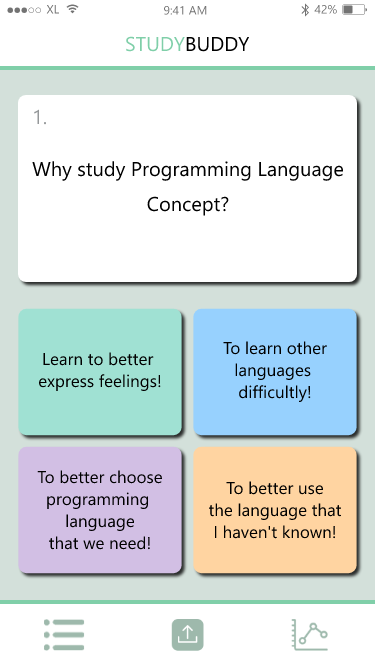 XL 9:41 AM 42%
STUDYBUDDY
1.
Why study Programming Language
Concept?
Learn to better
express feelings!
To learn other
languages
difficultly!
To better choose
programming
language
that we need!
To better use
the language that
I haven't known!